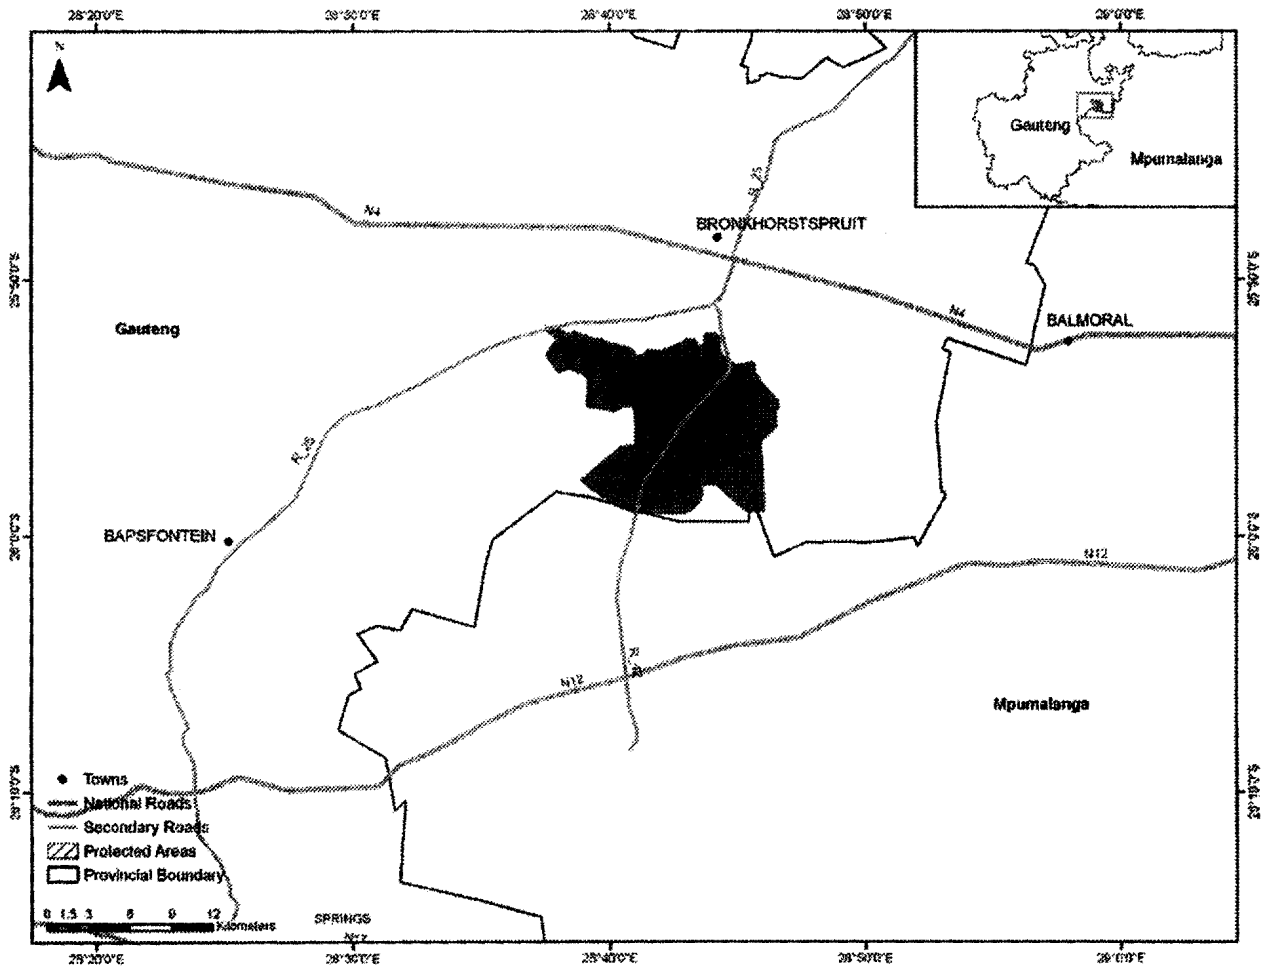 28°20'0"E 28°30'0"E 28°40'0"E 28°50'0"E 29°0'0"E
N
Gauteng
Mpumalanga
N4
R_25
BRONKHORSTSPRUIT
25°50'0"S 25°50'0"S
N4
Gauteng
BALMORAL
R_25
BAPSFONTEIN
26°0'0"S 26°0'0"S
N12
N12
Mpumalanga
26°10'0"S 26°10'0"S
Towns
National Roads
Secondary Roads
Protected Areas
Provincial Boundary
0 1.5 3 6 9 12
Kilometers
SPRINGS
N17
28°20'0"E 28°30'0"E 28°40'0"E 28°50'0"E 29°0'0"E